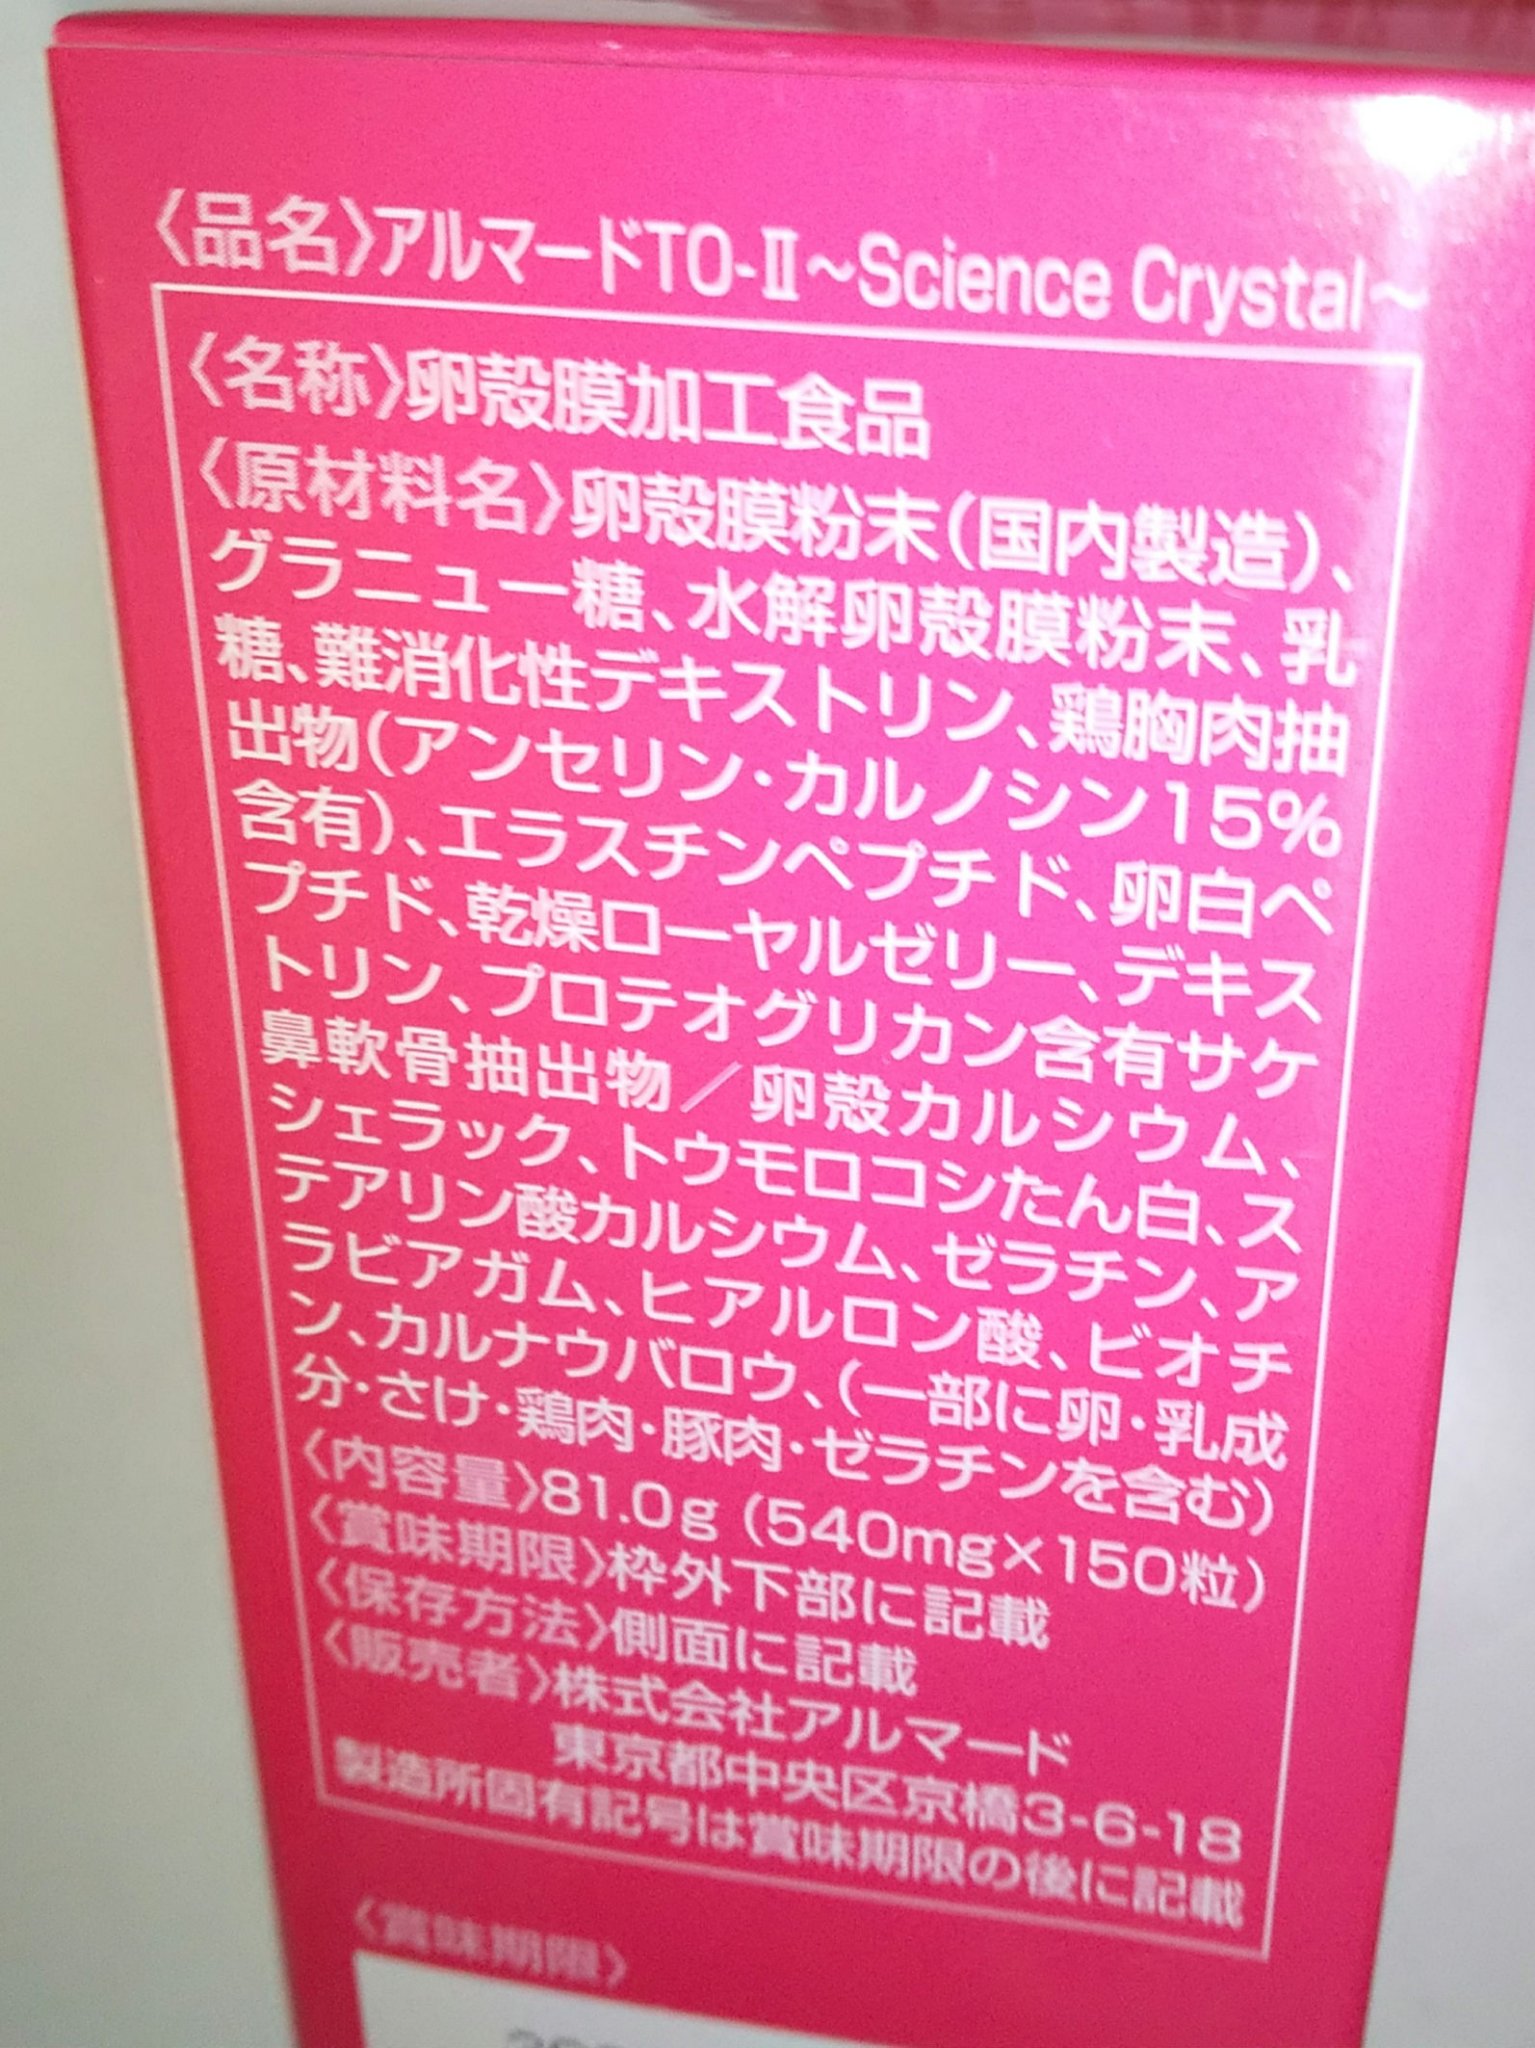 〈品名〉アルマードTO-Ⅱ～Science Crystal～
〈名称〉卵殻膜加工食品
〈原材料名〉卵殻膜粉末(国内製造)、
グラニュー糖、水解卵殻膜粉末、乳
糖、難消化性デキストリン、鶏胸肉抽
出物(アンセリン・カルノシン15%
含有)、エラスチンペプチド、卵白ペ
プチド、乾燥ローヤルゼリー、デキス
トリン、プロテオグリカン含有サケ
鼻軟骨抽出物／卵殻カルシウム、
シェラック、トウモロコシたん白、ス
テアリン酸カルシウム、ゼラチン、ア
ラビアガム、ヒアルロン酸、ビオチ
ン、カルナウバロウ、(一部に卵・乳成
分・さけ・鶏肉・豚肉・ゼラチンを含む)
〈内容量〉81.0g (540mg×150粒)
〈賞味期限〉枠外下部に記載
〈保存方法〉側面に記載
〈販売者〉株式会社アルマード
東京都中央区京橋3-6-18
製造所固有記号は賞味期限の後に記載
〈賞味期限〉